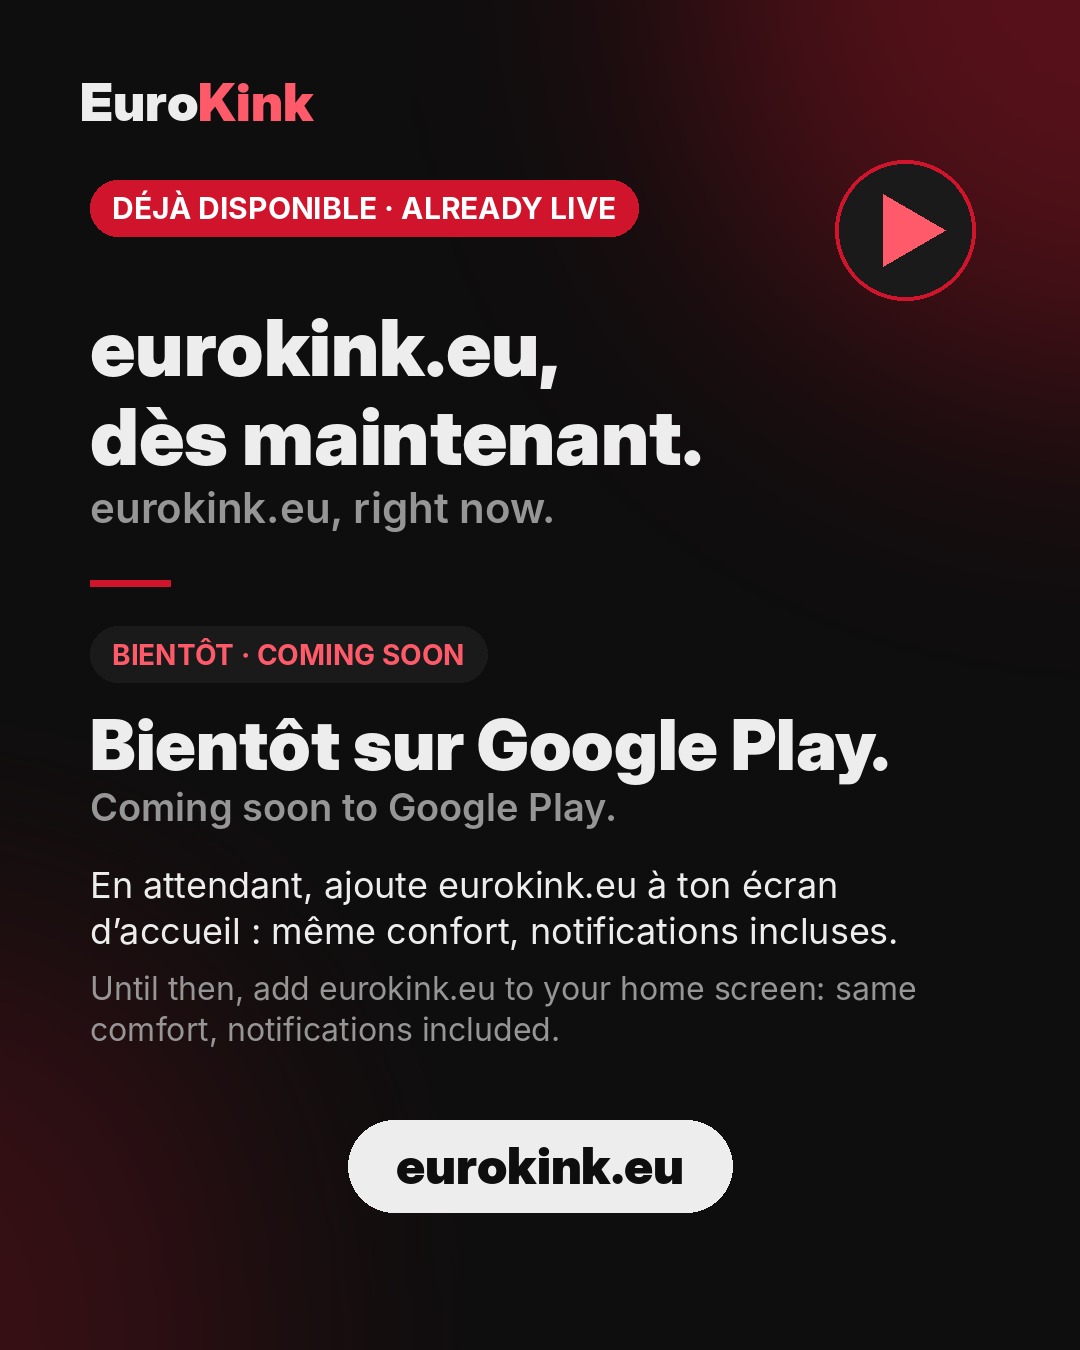 EuroKink
DÉJÀ DISPONIBLE · ALREADY LIVE
eurokink.eu,
dès maintenant.
eurokink.eu, right now.
BIENTÔT · COMING SOON
Bientôt sur Google Play.
Coming soon to Google Play.
En attendant, ajoute eurokink.eu à ton écran
d’accueil : même confort, notifications incluses.
Until then, add eurokink.eu to your home screen: same
comfort, notifications included.
eurokink.eu